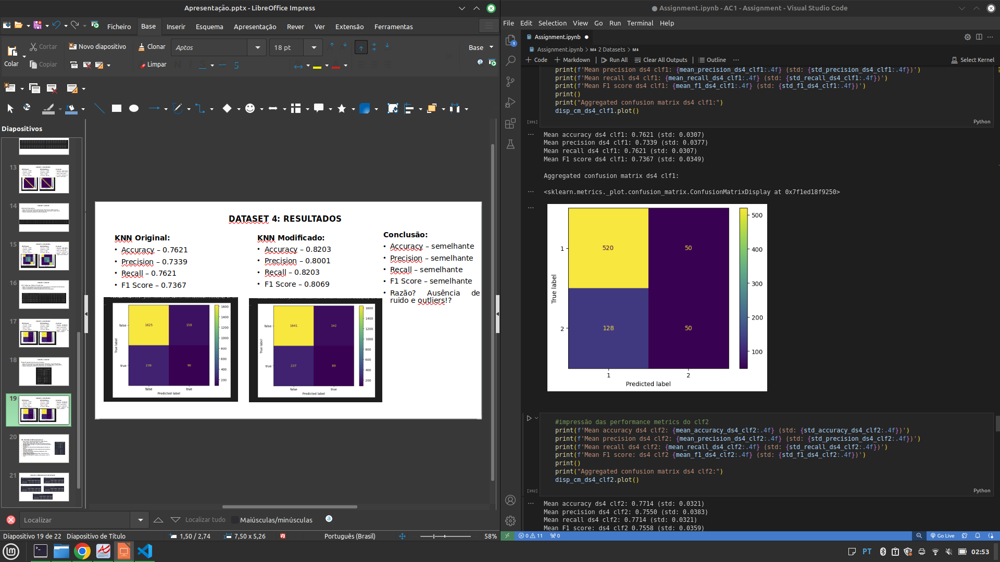 Apresentação.pptx - LibreOffice Impress
Ficheiro Base Inserir Esquema Apresentação Rever Ver Extensão Ferramentas
Colar
Cortar
Copiar
Novo diapositivo
Clonar
Limpar
Aptos
18 pt
Base
Diapositivos
13
14
15
16
17
18
19
20
21
DATASET 4: RESULTADOS
KNN Original:
• Accuracy – 0.7621
• Precision – 0.7339
• Recall – 0.7621
• F1 Score – 0.7367
KNN Modificado:
• Accuracy – 0.8203
• Precision – 0.8001
• Recall – 0.8203
• F1 Score – 0.8069
Conclusão:
• Accuracy – semelhante
• Precision – semelhante
• Recall – semelhante
• F1 Score – semelhante
• Razão? Ausência de
ruido e outliers!?
True label
false
true
1625 158
236 90
false true
Predicted label
1600
1400
1200
1000
800
600
400
200
True label
false
true
1641 142
237 89
false true
Predicted label
1600
1400
1200
1000
800
600
400
200
Localizar
Localizar tudo
Maiúsculas/minúsculas
Diapositivo 19 de 22 Diapositivo de Título
1,50 / 2,74
7,50 x 5,26
Português (Brasil)
58%
● Assignment.ipynb - AC1 - Assignment - Visual Studio Code
File Edit Selection View Go Run Terminal Help
1
Assignment.ipynb ●
Assignment.ipynb > M↓ 2 Datasets > M↓
+ Code + Markdown Run All Clear All Outputs Outline ...
Select Kernel
print(f'Mean precision ds4 clf1: {mean_precision_ds4_clf1:.4f} (std: {std_precision_ds4_clf1:.4f})')
print(f'Mean recall ds4 clf1: {mean_recall_ds4_clf1:.4f} (std: {std_recall_ds4_clf1:.4f})')
print(f'Mean F1 score ds4 clf1: {mean_f1_ds4_clf1:.4f} (std: {std_f1_ds4_clf1:.4f})')
print()
print("Aggregated confusion matrix ds4 clf1:")
disp_cm_ds4_clf1.plot()
[391]
Python
Mean accuracy ds4 clf1: 0.7621 (std: 0.0307)
Mean precision ds4 clf1: 0.7339 (std: 0.0377)
Mean recall ds4 clf1: 0.7621 (std: 0.0307)
Mean F1 score ds4 clf1: 0.7367 (std: 0.0349)
Aggregated confusion matrix ds4 clf1:
<sklearn.metrics._plot.confusion_matrix.ConfusionMatrixDisplay at 0x7f1ed18f9250>
True label
1
2
520 50
128 50
1 2
Predicted label
500
400
300
200
100
#impressão das performance metrics do clf2
print(f'Mean accuracy ds4 clf2: {mean_accuracy_ds4_clf2:.4f} (std: {std_accuracy_ds4_clf2:.4f})')
print(f'Mean precision ds4 clf2: {mean_precision_ds4_clf2:.4f} (std: {std_precision_ds4_clf2:.4f})')
print(f'Mean recall ds4 clf2: {mean_recall_ds4_clf2:.4f} (std: {std_recall_ds4_clf2:.4f})')
print(f'Mean F1 score: ds4 clf2 {mean_f1_ds4_clf2:.4f} (std: {std_f1_ds4_clf2:.4f})')
print()
print("Aggregated confusion matrix ds4 clf2:")
disp_cm_ds4_clf2.plot()
[392]
Python
Mean accuracy ds4 clf2: 0.7714 (std: 0.0321)
Mean precision ds4 clf2: 0.7550 (std: 0.0383)
Mean recall ds4 clf2: 0.7714 (std: 0.0321)
Mean F1 score: ds4 clf2 0.7558 (std: 0.0359)
0 11 0
Go Live
PT
02:53